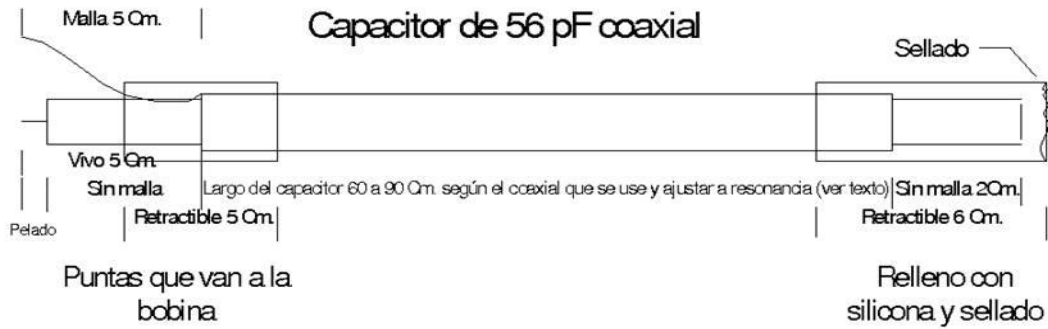 Malla 5 Cm.
Capacitor de 56 pF coaxial
Sellado
Vivo 5 Cm.
Sin malla
Largo del capacitor 60 a 90 Cm. según el coaxial que se use y ajustar a resonancia (ver texto)
Sin malla 2Cm.
Pelado
Retractible 5 Cm.
Retractible 6 Cm.
Puntas que van a la
bobina
Relleno con
silicona y sellado